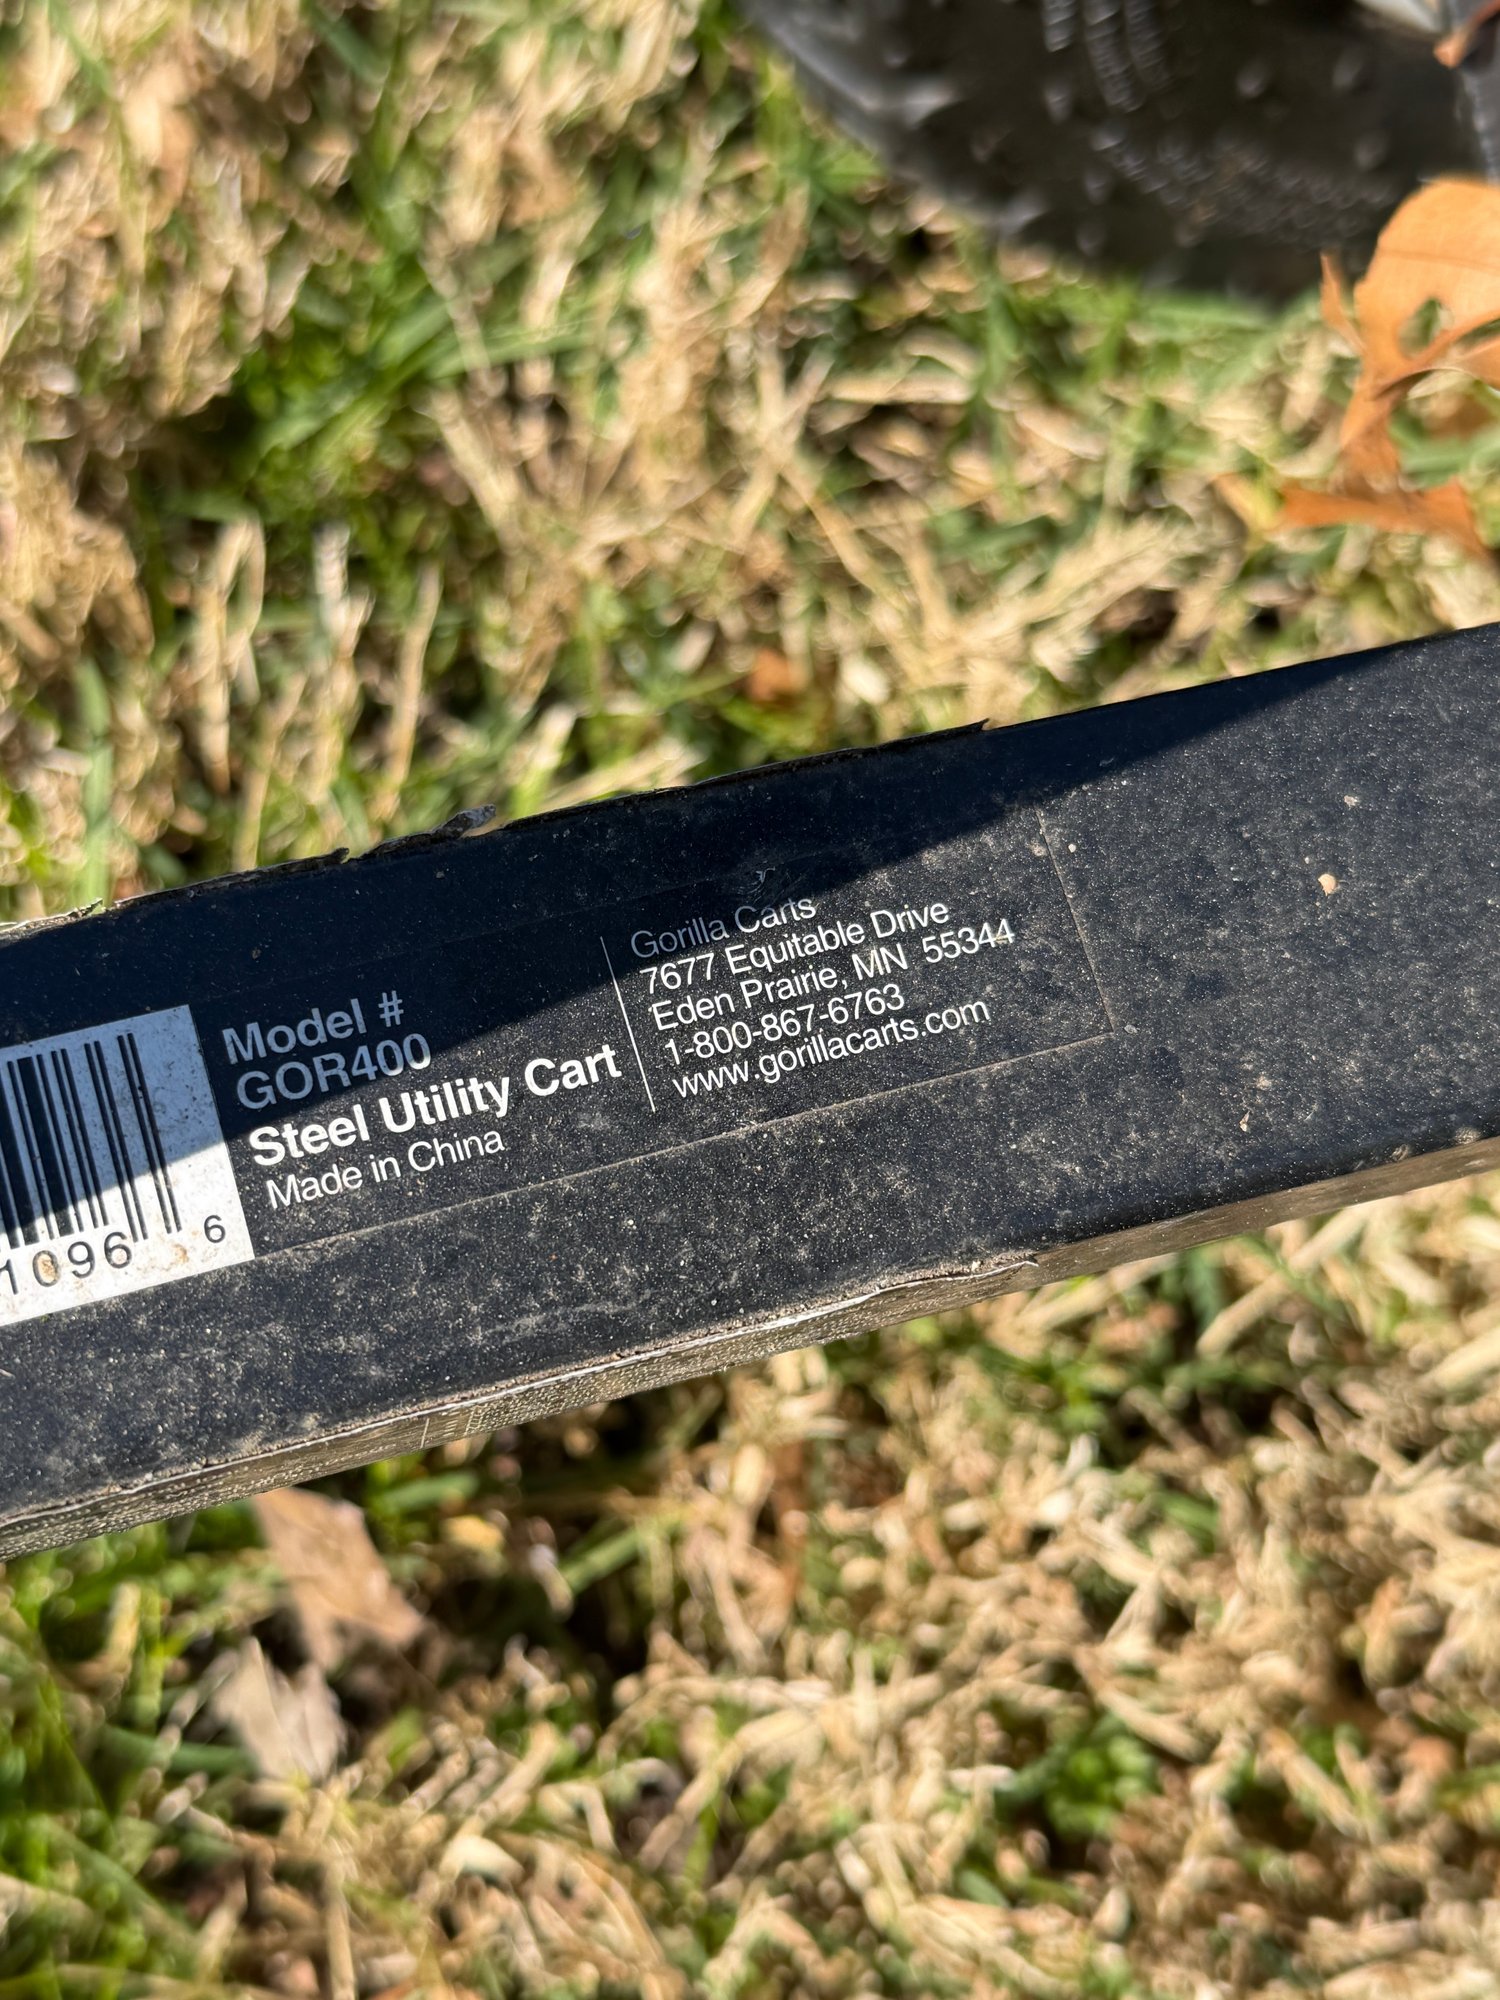 Model #
GOR400
Steel Utility Cart
Made in China
1096 6
Gorilla Carts
7677 Equitable Drive
Eden Prairie, MN 55344
1-800-867-6763
www.gorillacarts.com